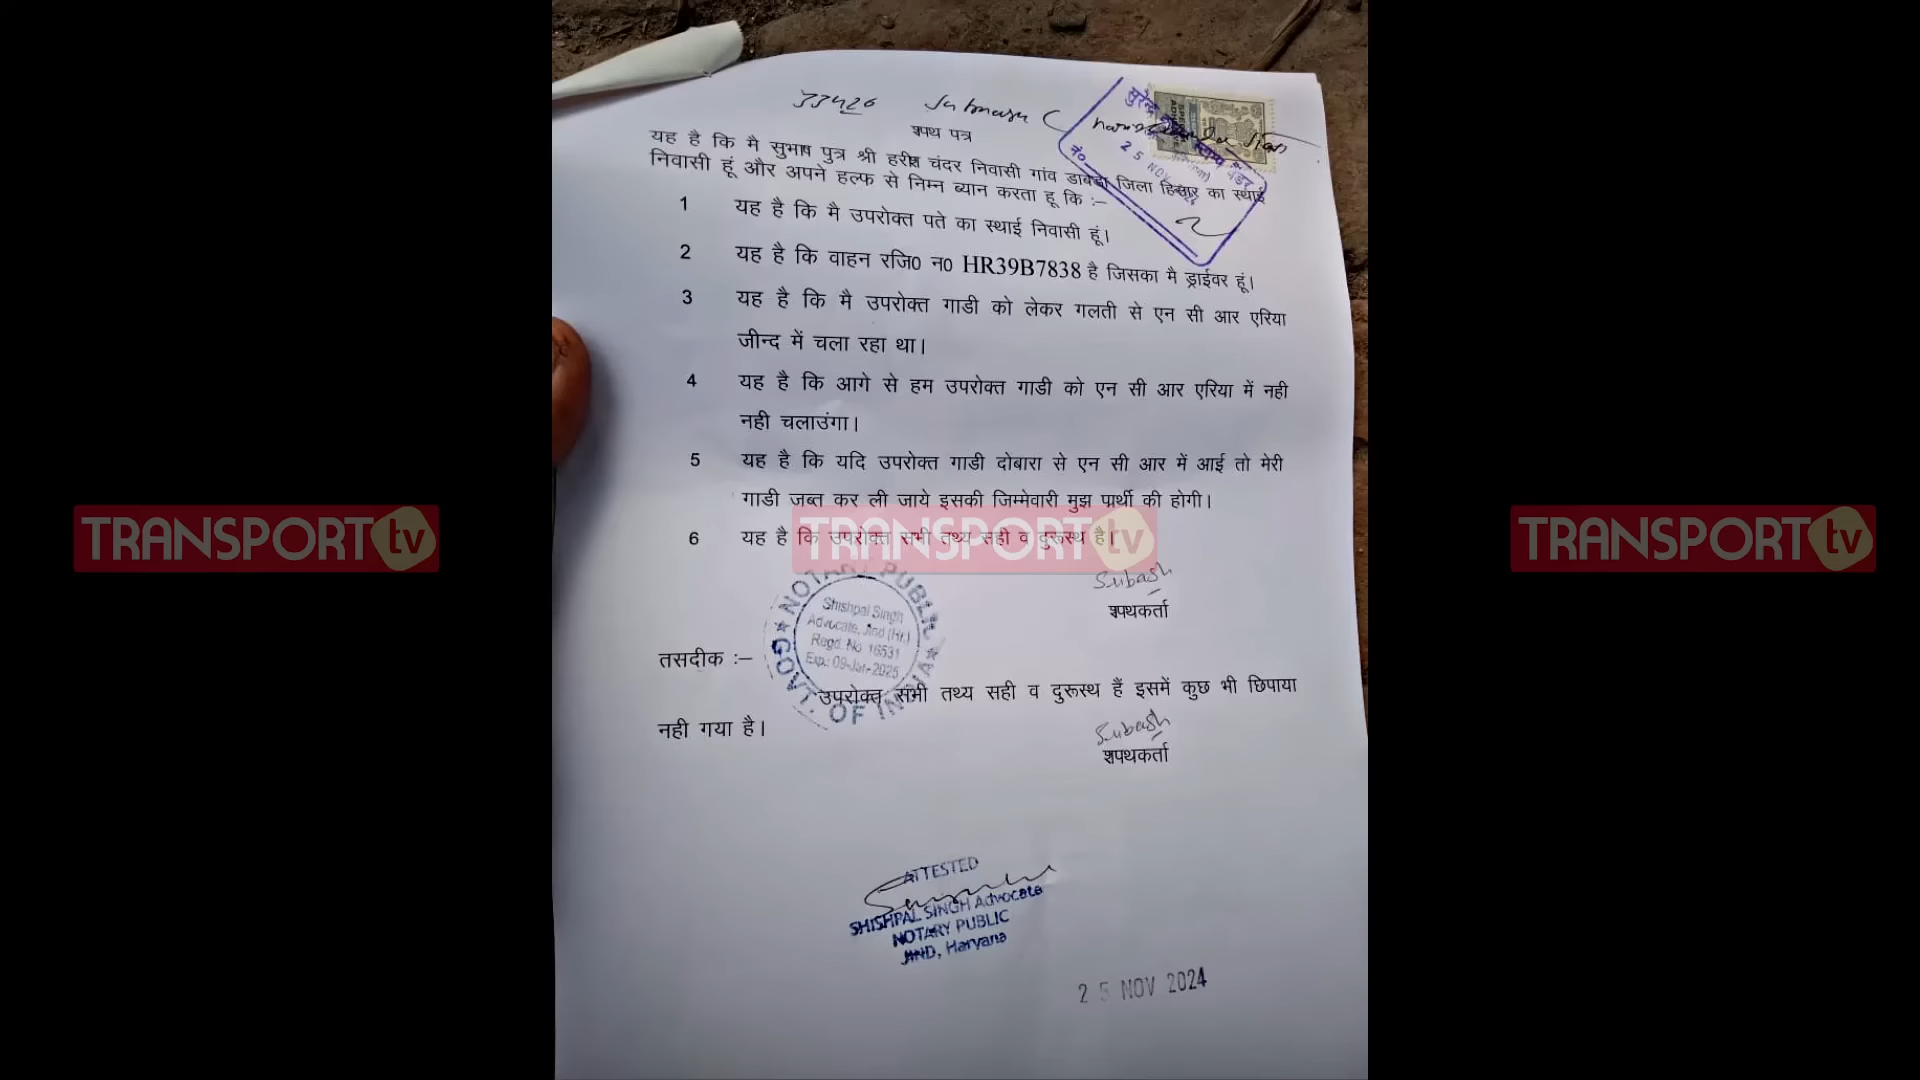 33426
शपथ पत्र
यह है कि मै सुभाष पुत्र श्री हरीश चंदर निवासी गांव डाबडा जिला हिसार का स्थाई
निवासी हूं और अपने हल्फ से निम्न ब्यान करता हू कि :–
1 यह है कि मै उपरोक्त पते का स्थाई निवासी हूं।
2 यह है कि वाहन रजि0 न0 HR39B7838 है जिसका मै ड्राईवर हूं।
3 यह है कि मै उपरोक्त गाडी को लेकर गलती से एन सी आर एरिया
जीन्द में चला रहा था।
4 यह है कि आगे से हम उपरोक्त गाडी को एन सी आर एरिया में नही
नही चलाउंगा।
5 यह है कि यदि उपरोक्त गाडी दोबारा से एन सी आर में आई तो मेरी
गाडी जब्त कर ली जाये इसकी जिम्मेवारी मुझ पार्थी की होगी।
6 यह है कि उपरोक्त सभी तथ्य सही व दुरूस्थ है।
TRANSPORT tv
TRANSPORT tv
TRANSPORT tv
NOTARY PUBLIC
Shishpal Singh
Advocate, Jind (Hr.)
Regd. No 16531
Exp.: 09-Jan-2025
GOVT. OF INDIA
Subash
शपथकर्ता
तसदीक :–
उपरोक्त सभी तथ्य सही व दुरूस्थ हैं इसमें कुछ भी छिपाया
नही गया है।
Subash
शपथकर्ता
ATTESTED
SHISHPAL SINGH Advocate
NOTARY PUBLIC
JIND, Haryana
25 NOV 2024